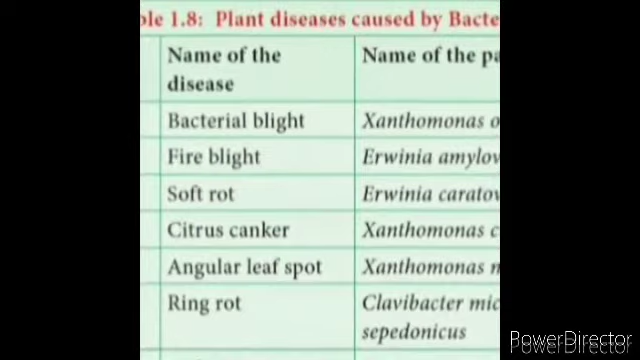 ble 1.8: Plant diseases caused by Bacte
Name of the disease
Name of the pa
Bacterial blight
Xanthomonas o
Fire blight
Erwinia amylov
Soft rot
Erwinia caratov
Citrus canker
Xanthomonas c
Angular leaf spot
Xanthomonas m
Ring rot
Clavibacter mic
sepedonicus
PowerDirector
PowerDirector